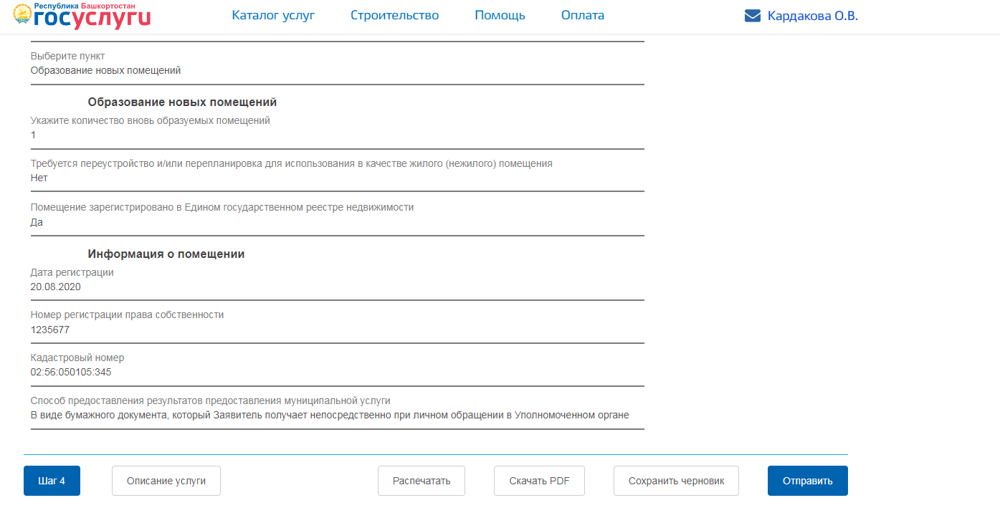 Республика Башкортостан
госуслуги
Каталог услуг
Строительство
Помощь
Оплата
Кардакова О.В.
Выберите пункт
Образование новых помещений
Образование новых помещений
Укажите количество вновь образуемых помещений
1
Требуется переустройство и/или перепланировка для использования в качестве жилого (нежилого) помещения
Нет
Помещение зарегистрировано в Едином государственном реестре недвижимости
Да
Информация о помещении
Дата регистрации
20.08.2020
Номер регистрации права собственности
1235677
Кадастровый номер
02:56:050105:345
Способ предоставления результатов предоставления муниципальной услуги
В виде бумажного документа, который Заявитель получает непосредственно при личном обращении в Уполномоченном органе
Шаг 4
Описание услуги
Распечатать
Скачать PDF
Сохранить черновик
Отправить